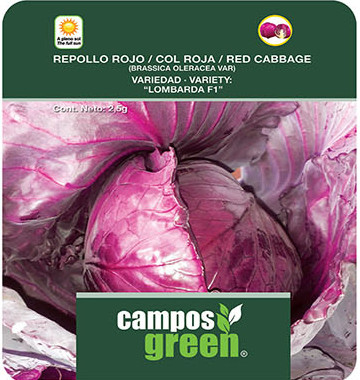 A pleno sol
The full sun
REPOLLO ROJO / COL ROJA / RED CABBAGE
(BRASSICA OLERACEA VAR)
VARIEDAD · VARIETY:
"LOMBARDA F1"
Cont. Neto: 2,5g
campos
green®